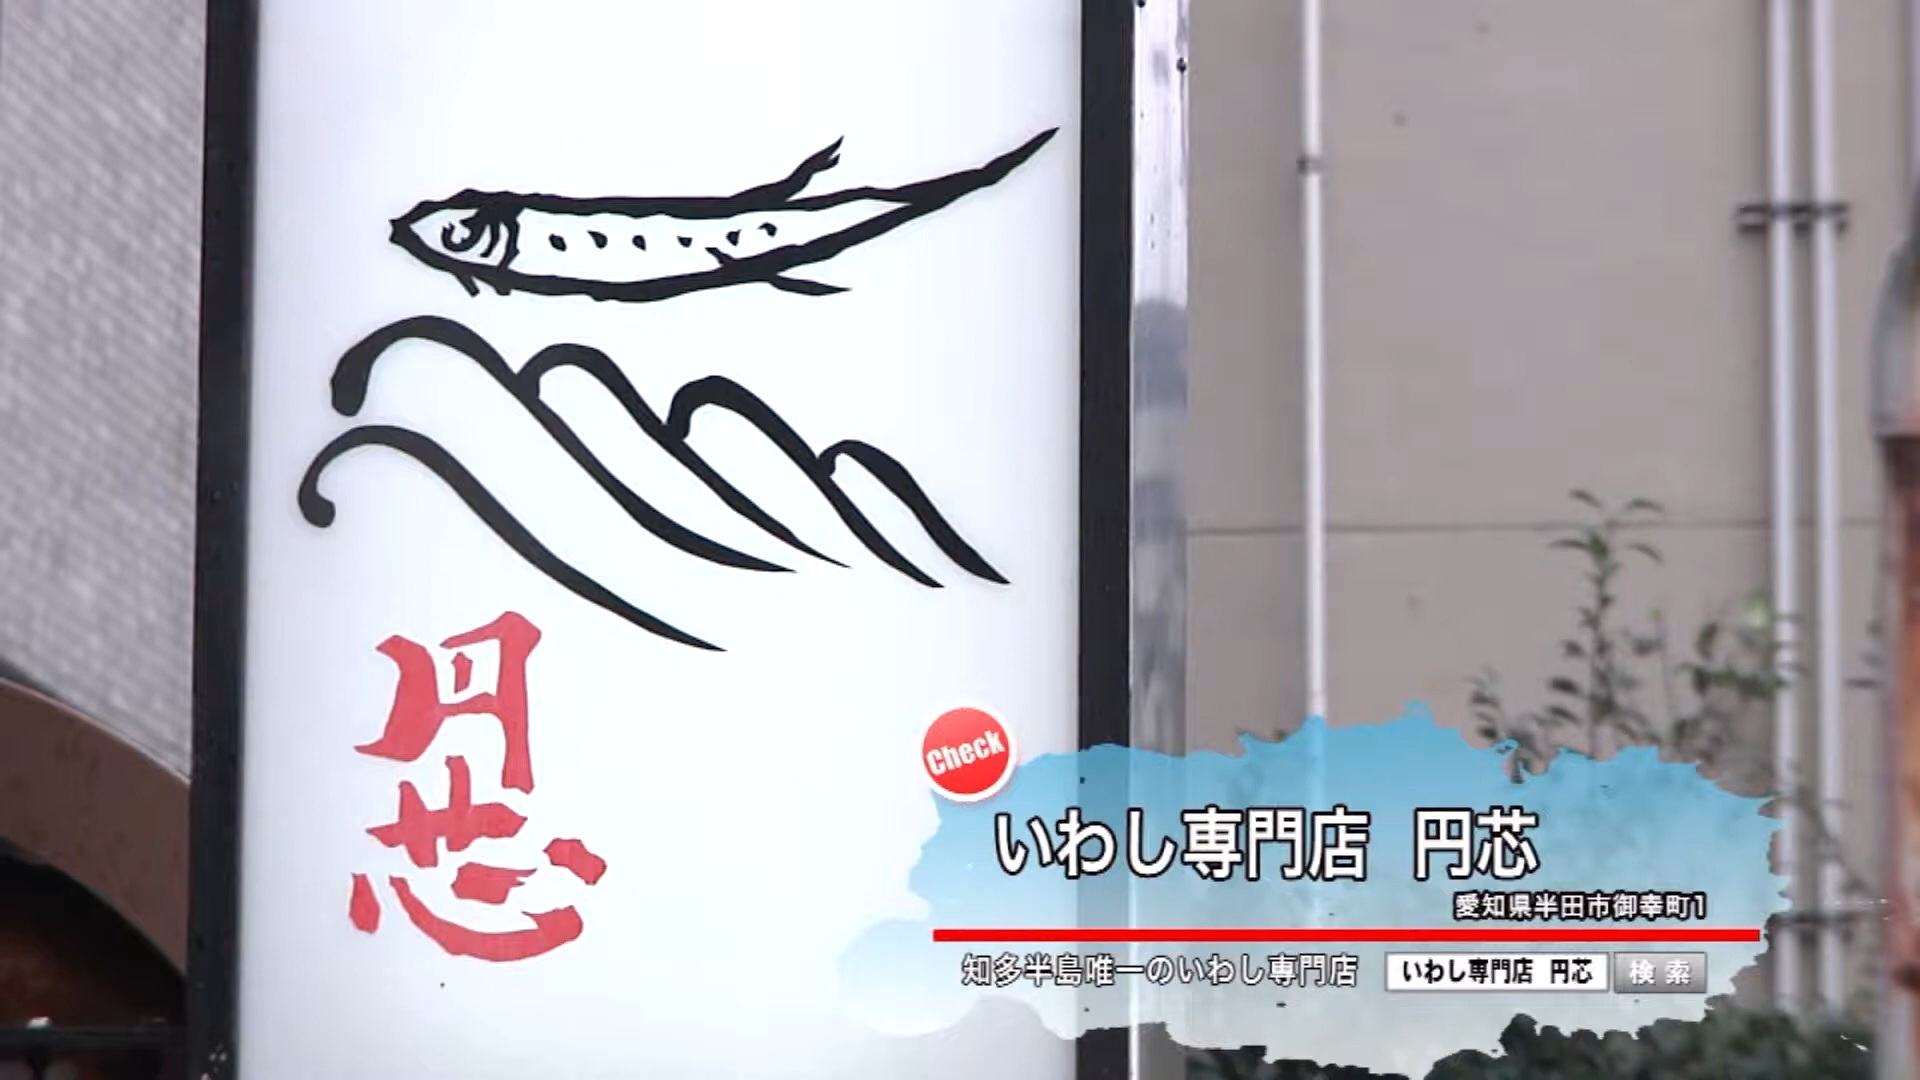 円芯
Check
いわし専門店 円芯
愛知県半田市御幸町1
知多半島唯一のいわし専門店
いわし専門店 円芯 検索